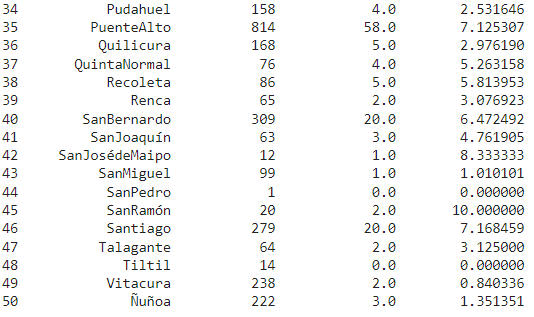 34 Pudahuel 158 4.0 2.531646
35 PuenteAlto 814 58.0 7.125307
36 Quilicura 168 5.0 2.976190
37 QuintaNormal 76 4.0 5.263158
38 Recoleta 86 5.0 5.813953
39 Renca 65 2.0 3.076923
40 SanBernardo 309 20.0 6.472492
41 SanJoaquín 63 3.0 4.761905
42 SanJosédeMaipo 12 1.0 8.333333
43 SanMiguel 99 1.0 1.010101
44 SanPedro 1 0.0 0.000000
45 SanRamón 20 2.0 10.000000
46 Santiago 279 20.0 7.168459
47 Talagante 64 2.0 3.125000
48 Tiltil 14 0.0 0.000000
49 Vitacura 238 2.0 0.840336
50 Ñuñoa 222 3.0 1.351351